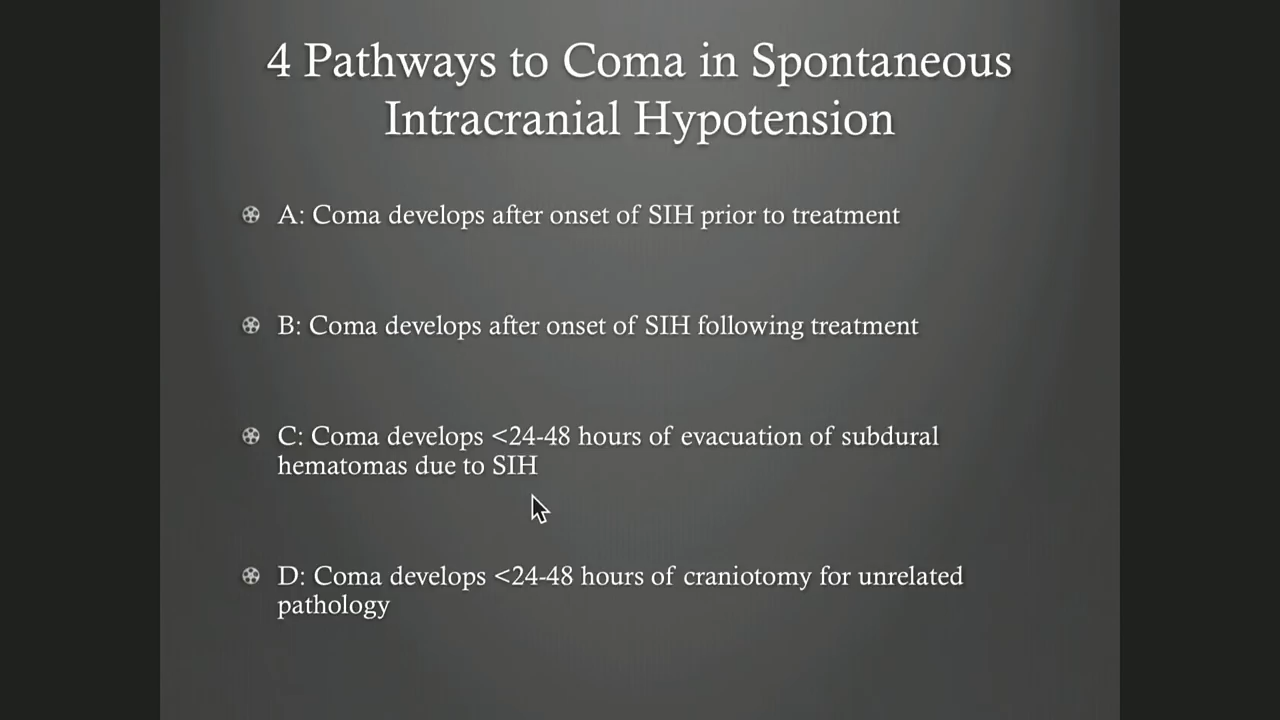 4 Pathways to Coma in Spontaneous
Intracranial Hypotension
A: Coma develops after onset of SIH prior to treatment
B: Coma develops after onset of SIH following treatment
C: Coma develops <24-48 hours of evacuation of subdural
hematomas due to SIH
D: Coma develops <24-48 hours of craniotomy for unrelated
pathology